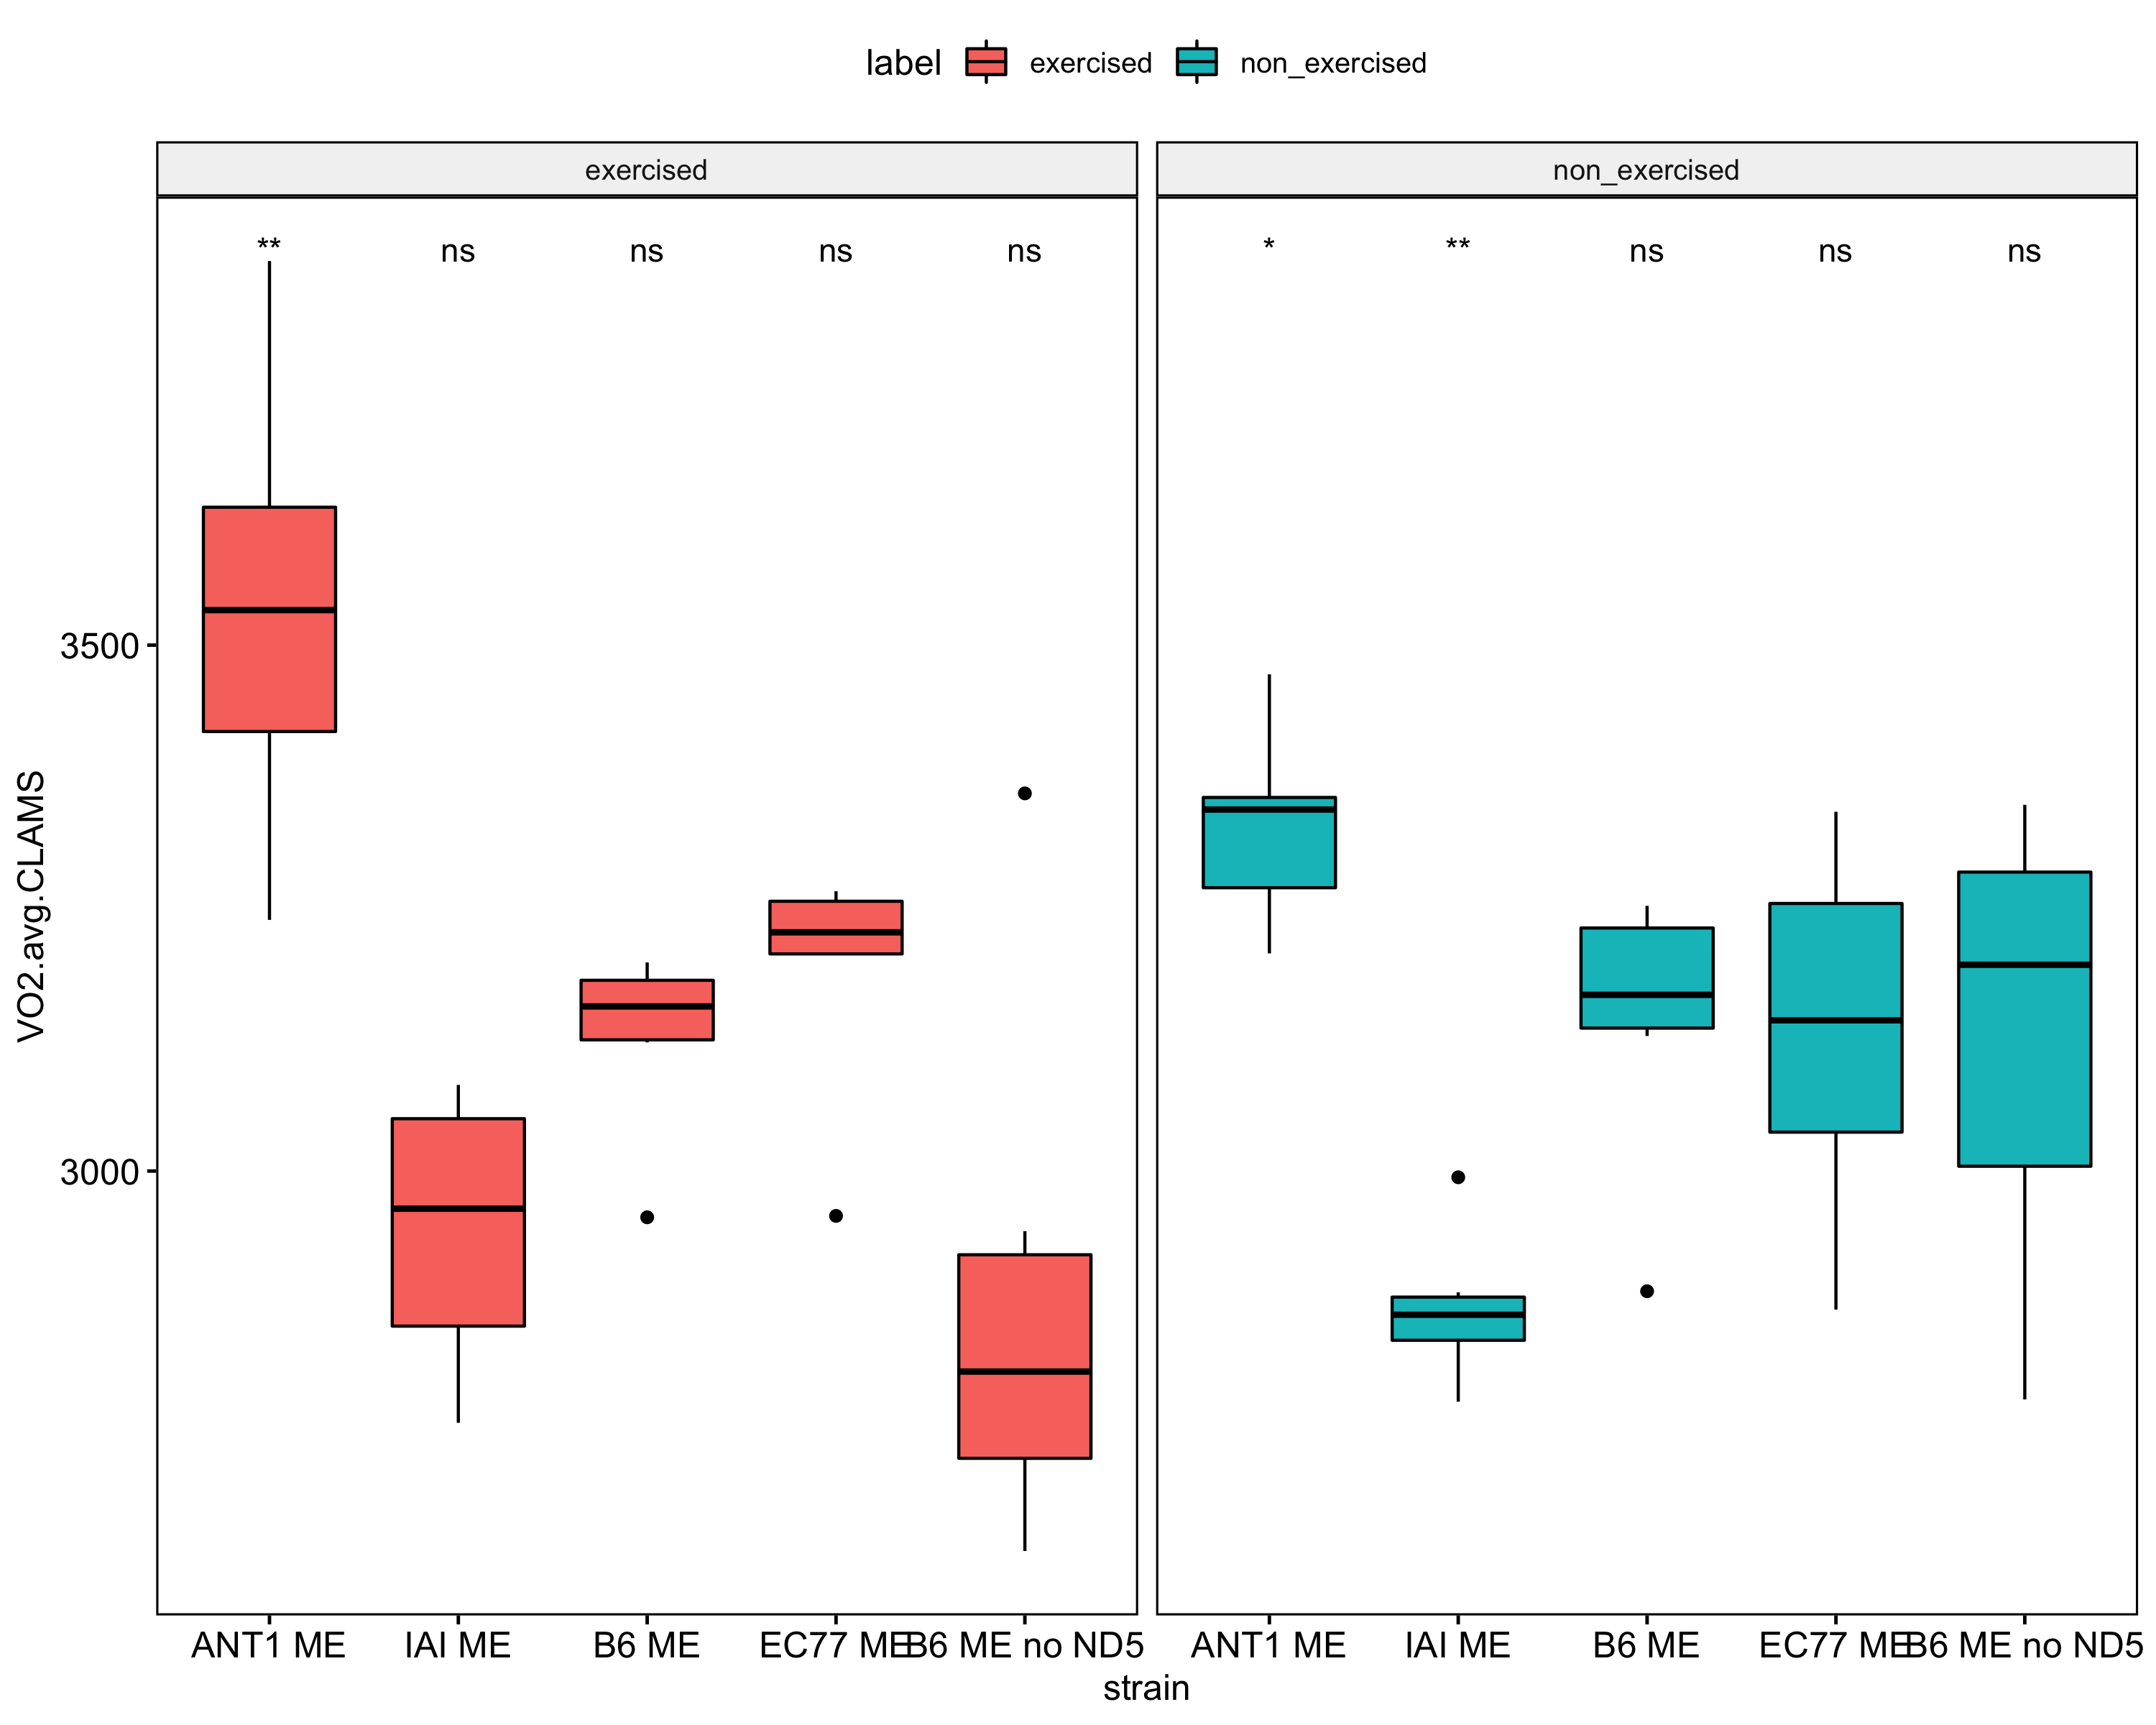 label exercised non_exercised
exercised non_exercised
** ns ns ns ns * ** ns ns ns
3500
VO2.avg.CLAMS
3000
ANT1 ME IAI ME B6 ME EC77 ME B6 ME no ND5 ANT1 ME IAI ME B6 ME EC77 ME B6 ME no ND5
strain